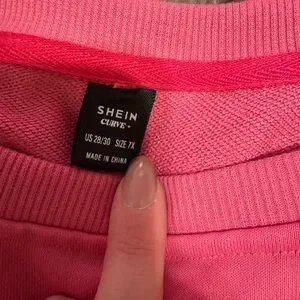 SHEIN
CURVE +
US 28/30 SIZE 7X
MADE IN CHINA